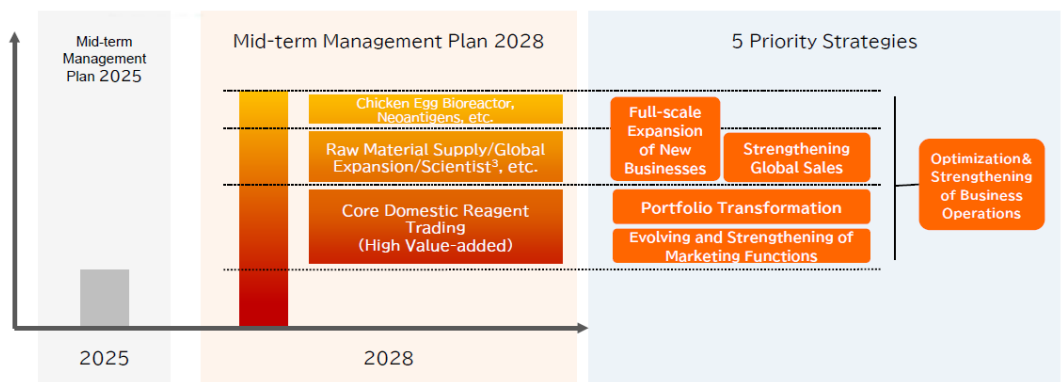 Mid-term
Management
Plan 2025
Mid-term Management Plan 2028
5 Priority Strategies
Chicken Egg Bioreactor,
Neoantigens, etc.
Raw Material Supply/Global
Expansion/Scientist³, etc.
Core Domestic Reagent
Trading
(High Value-added)
Full-scale
Expansion
of New
Businesses
Strengthening
Global Sales
Portfolio Transformation
Evolving and Strengthening of
Marketing Functions
Optimization&
Strengthening
of Business
Operations
2025
2028